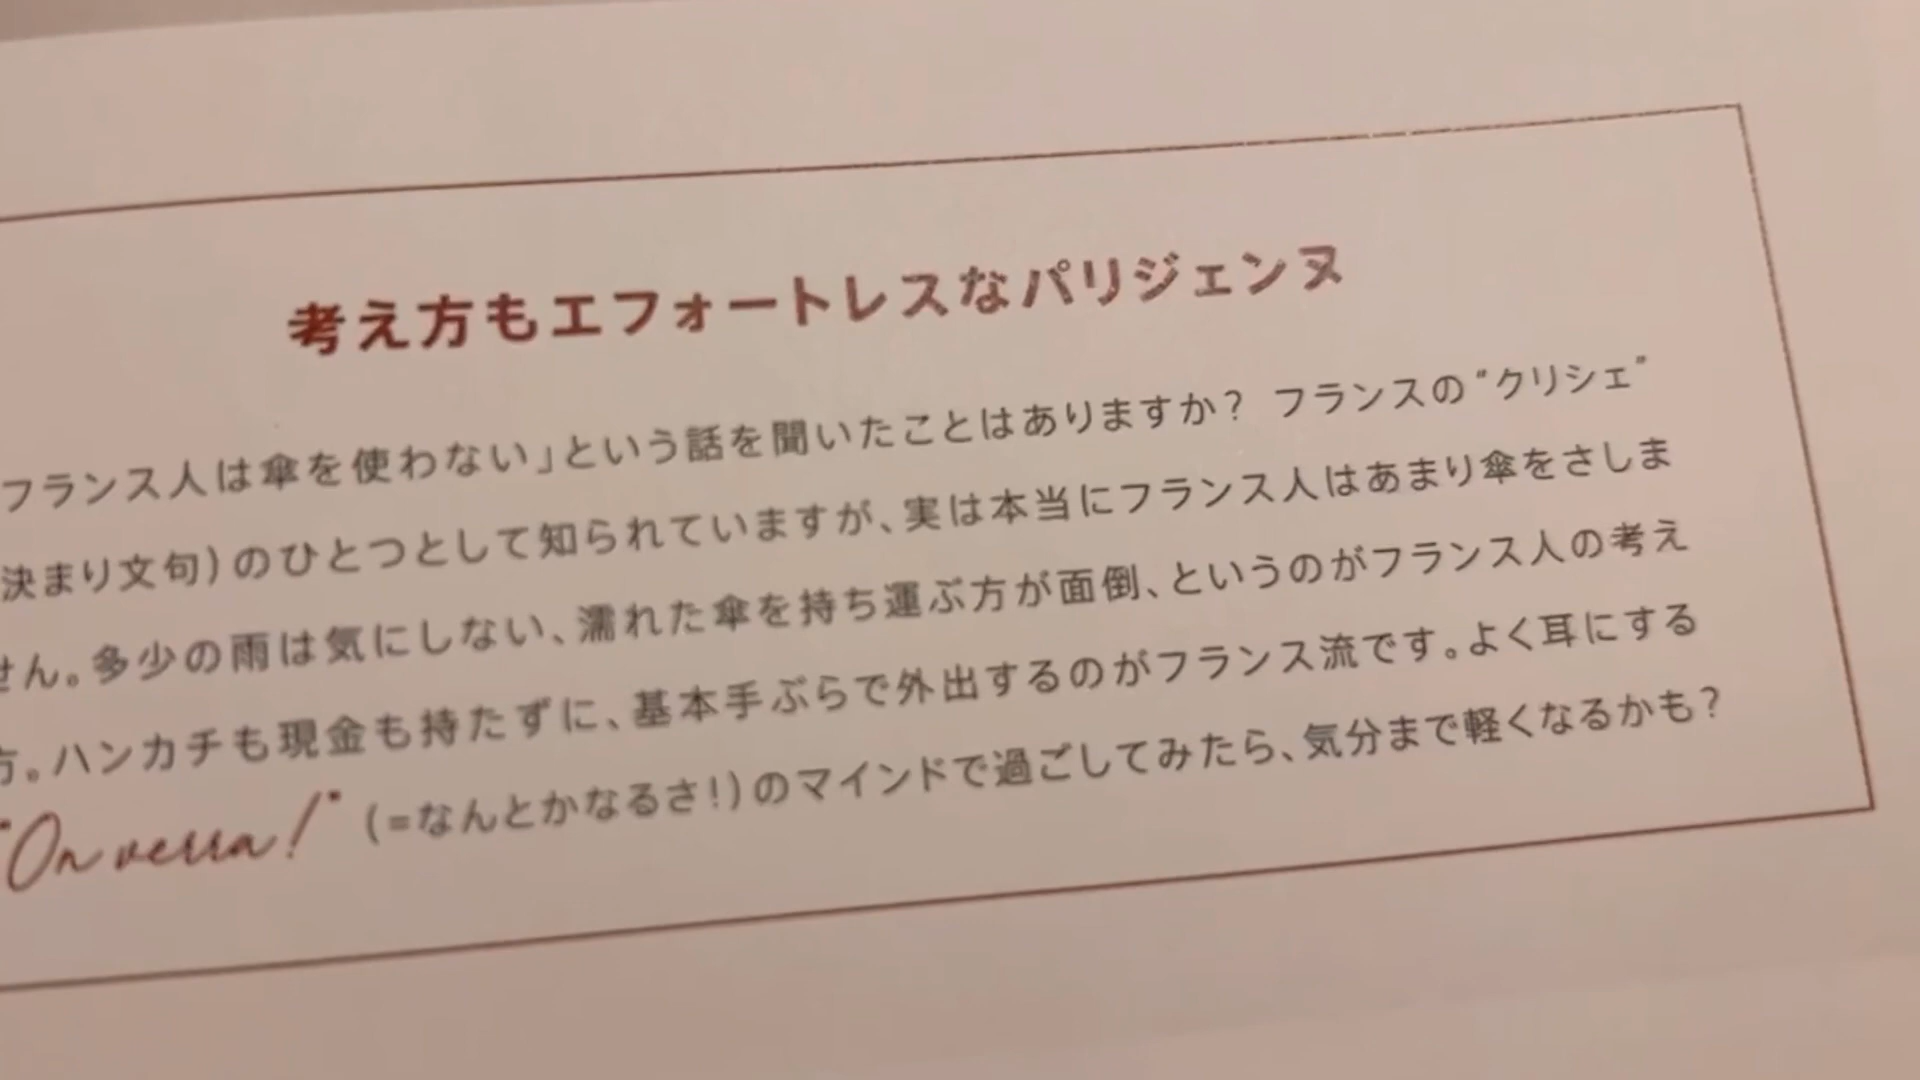 考え方もエフォートレスなパリジェンヌ
フランス人は傘を使わない」という話を聞いたことはありますか? フランスの“クリシェ”
決まり文句)のひとつとして知られていますが、実は本当にフランス人はあまり傘をさしま
せん。多少の雨は気にしない、濡れた傘を持ち運ぶ方が面倒、というのがフランス人の考え
方。ハンカチも現金も持たずに、基本手ぶらで外出するのがフランス流です。よく耳にする
“On verra!” (=なんとかなるさ!)のマインドで過ごしてみたら、気分まで軽くなるかも?